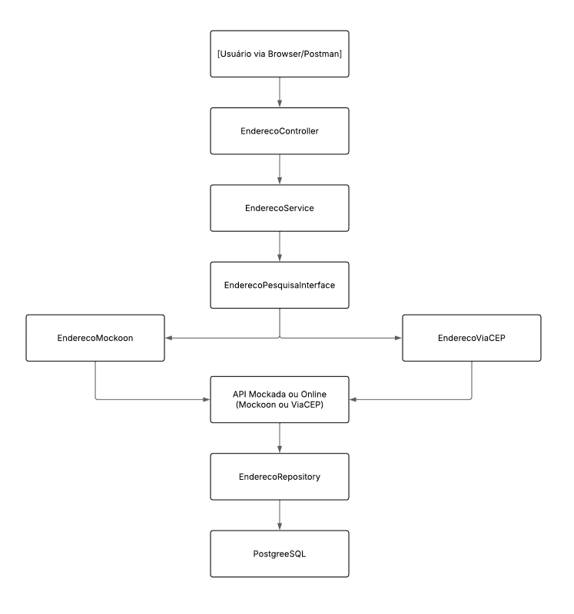 [Usuário via Browser/Postman]
EnderecoController
EnderecoService
EnderecoPesquisaInterface
EnderecoMockoon
EnderecoViaCEP
API Mockada ou Online
(Mockoon ou ViaCEP)
EnderecoRepository
PostgreeSQL